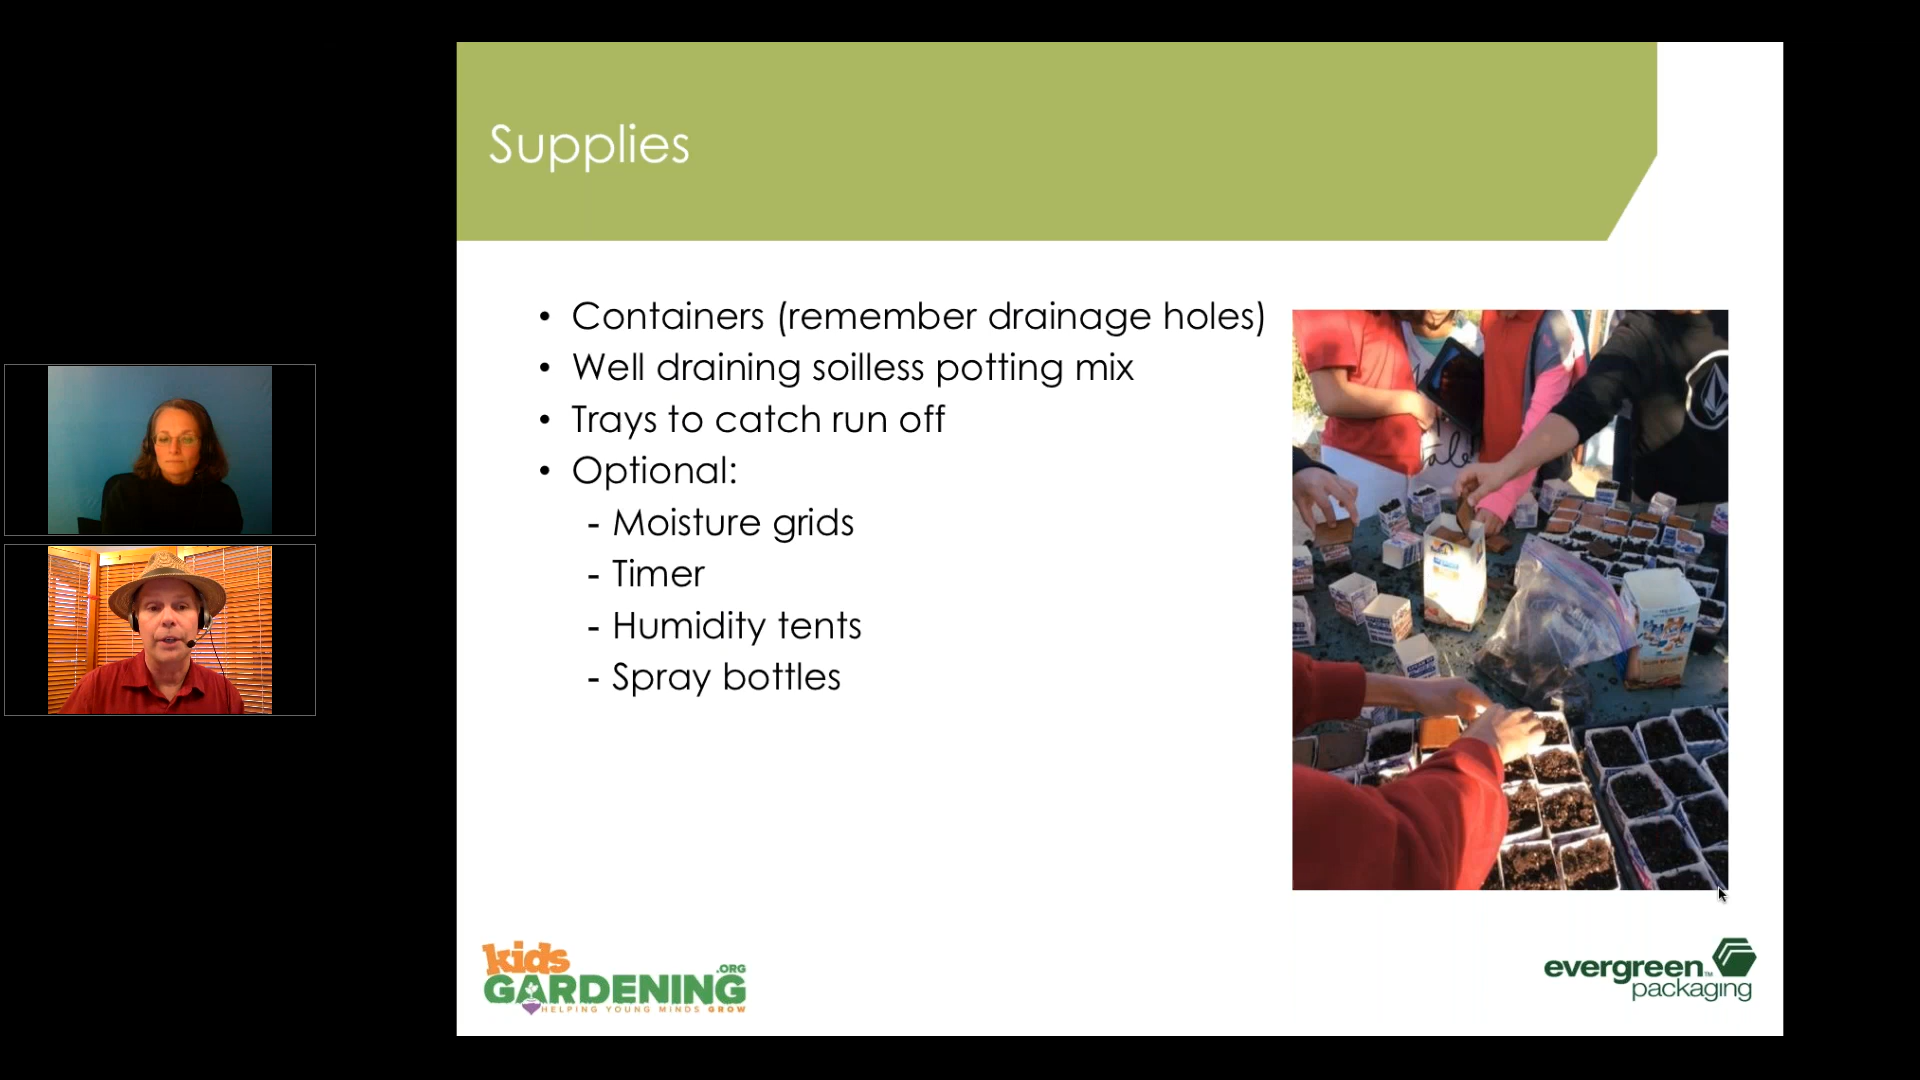 Supplies
• Containers (remember drainage holes)
• Well draining soilless potting mix
• Trays to catch run off
• Optional:
- Moisture grids
- Timer
- Humidity tents
- Spray bottles
kids
GARDENING.ORG
HELPING YOUNG MINDS GROW
evergreen™
packaging